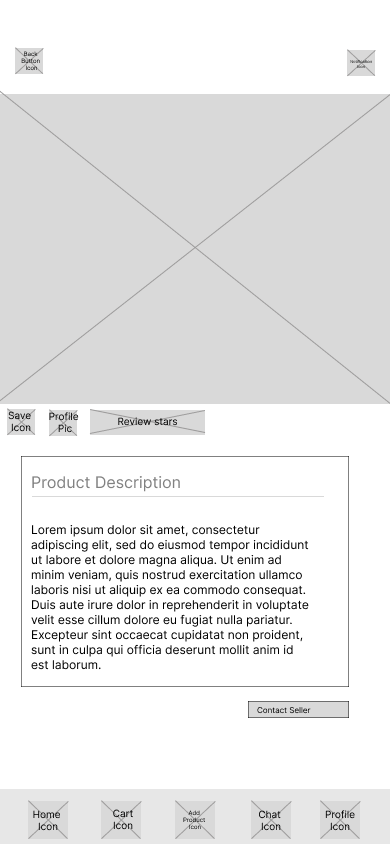 Back
Button
Icon
Notification
Icon
Save
Icon
Profile
Pic
Review stars
Product Description
Lorem ipsum dolor sit amet, consectetur
adipiscing elit, sed do eiusmod tempor incididunt
ut labore et dolore magna aliqua. Ut enim ad
minim veniam, quis nostrud exercitation ullamco
laboris nisi ut aliquip ex ea commodo consequat.
Duis aute irure dolor in reprehenderit in voluptate
velit esse cillum dolore eu fugiat nulla pariatur.
Excepteur sint occaecat cupidatat non proident,
sunt in culpa qui officia deserunt mollit anim id
est laborum.
Contact Seller
Home
Icon
Cart
Icon
Add
Product
Icon
Chat
Icon
Profile
Icon